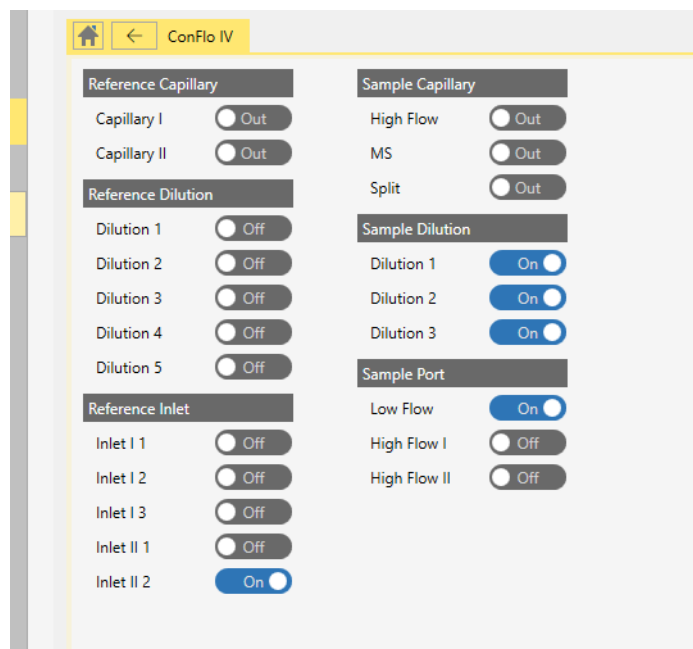 ConFlo IV
Reference Capillary
Capillary I Out
Capillary II Out
Reference Dilution
Dilution 1 Off
Dilution 2 Off
Dilution 3 Off
Dilution 4 Off
Dilution 5 Off
Reference Inlet
Inlet I 1 Off
Inlet I 2 Off
Inlet I 3 Off
Inlet II 1 Off
Inlet II 2 On
Sample Capillary
High Flow Out
MS Out
Split Out
Sample Dilution
Dilution 1 On
Dilution 2 On
Dilution 3 On
Sample Port
Low Flow On
High Flow I Off
High Flow II Off